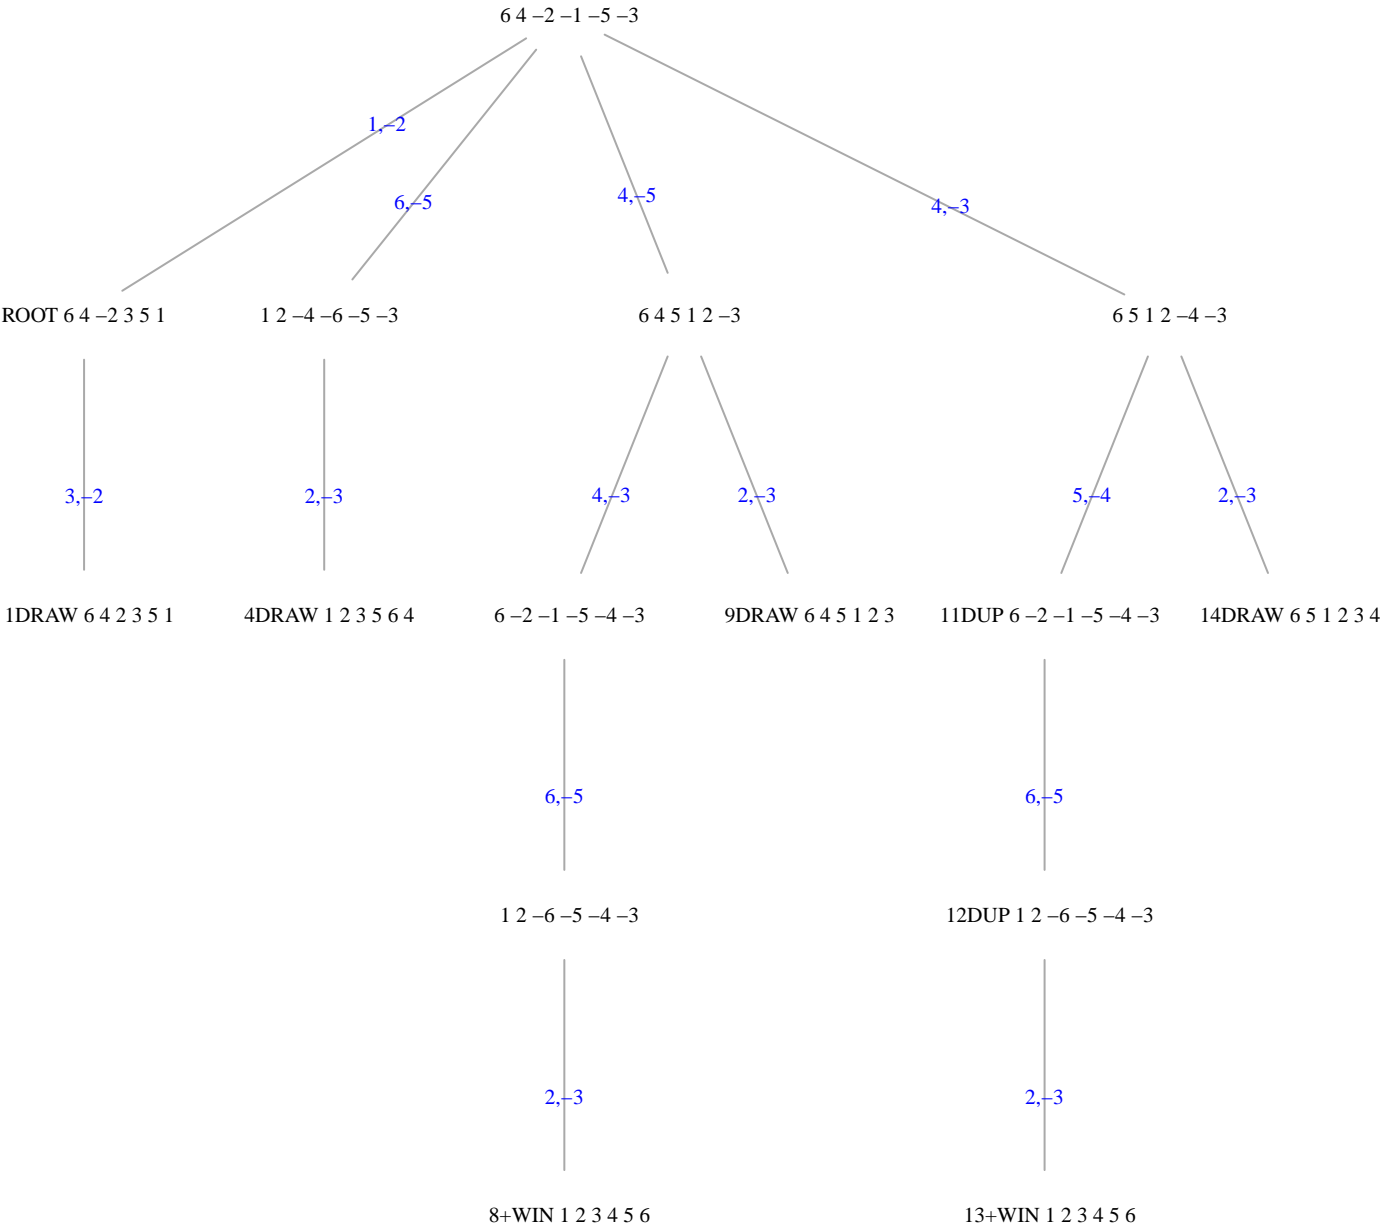 6 4 –2 –1 –5 –3
1,–2
6,–5
4,–5
4,–3
ROOT 6 4 –2 3 5 1
1 2 –4 –6 –5 –3
6 4 5 1 2 –3
6 5 1 2 –4 –3
3,–2
2,–3
4,–3
2,–3
5,–4
2,–3
1DRAW 6 4 2 3 5 1
4DRAW 1 2 3 5 6 4
6 –2 –1 –5 –4 –3
9DRAW 6 4 5 1 2 3
11DUP 6 –2 –1 –5 –4 –3
14DRAW 6 5 1 2 3 4
6,–5
6,–5
1 2 –6 –5 –4 –3
12DUP 1 2 –6 –5 –4 –3
2,–3
2,–3
8+WIN 1 2 3 4 5 6
13+WIN 1 2 3 4 5 6